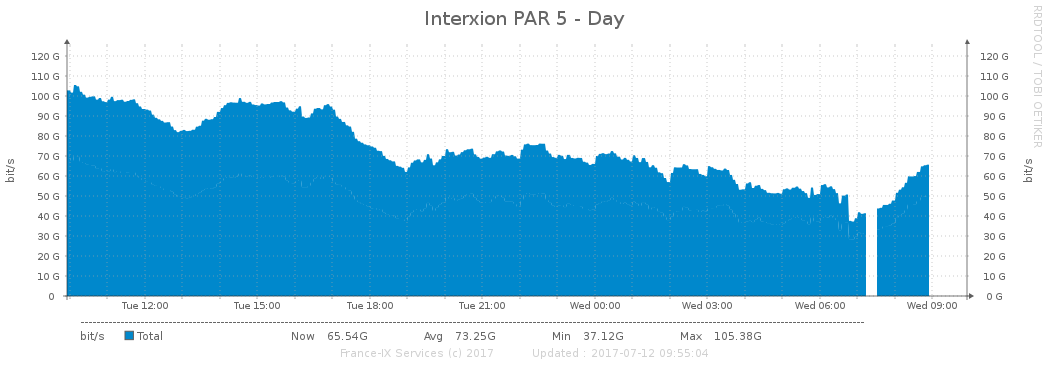 Interxion PAR 5 - Day
RRDTOOL / TOBI OETIKER
120 G 120 G
110 G 110 G
100 G 100 G
90 G 90 G
80 G 80 G
70 G 70 G
60 G 60 G
50 G 50 G
40 G 40 G
30 G 30 G
20 G 20 G
10 G 10 G
0 0 G
bit/s bit/s
Tue 12:00 Tue 15:00 Tue 18:00 Tue 21:00 Wed 00:00 Wed 03:00 Wed 06:00 Wed 09:00
bit/s Total Now 65.54G Avg 73.25G Min 37.12G Max 105.38G
France-IX Services (c) 2017 Updated : 2017-07-12 09:55:04